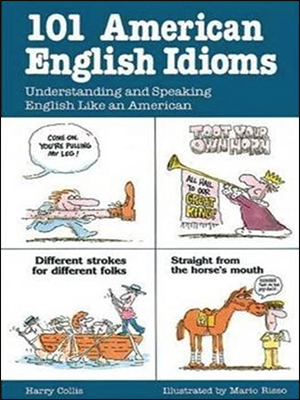 101 American
English Idioms
Understanding and Speaking
English Like an American
COME ON,
YOU'RE PULLING
MY LEG!
TOOT YOUR
OWN HORN
ALL HAIL
TO OUR
GREAT
KING!
Different strokes
for different folks
Straight from
the horse's mouth
Harry Collis
Illustrated by Mario Risso